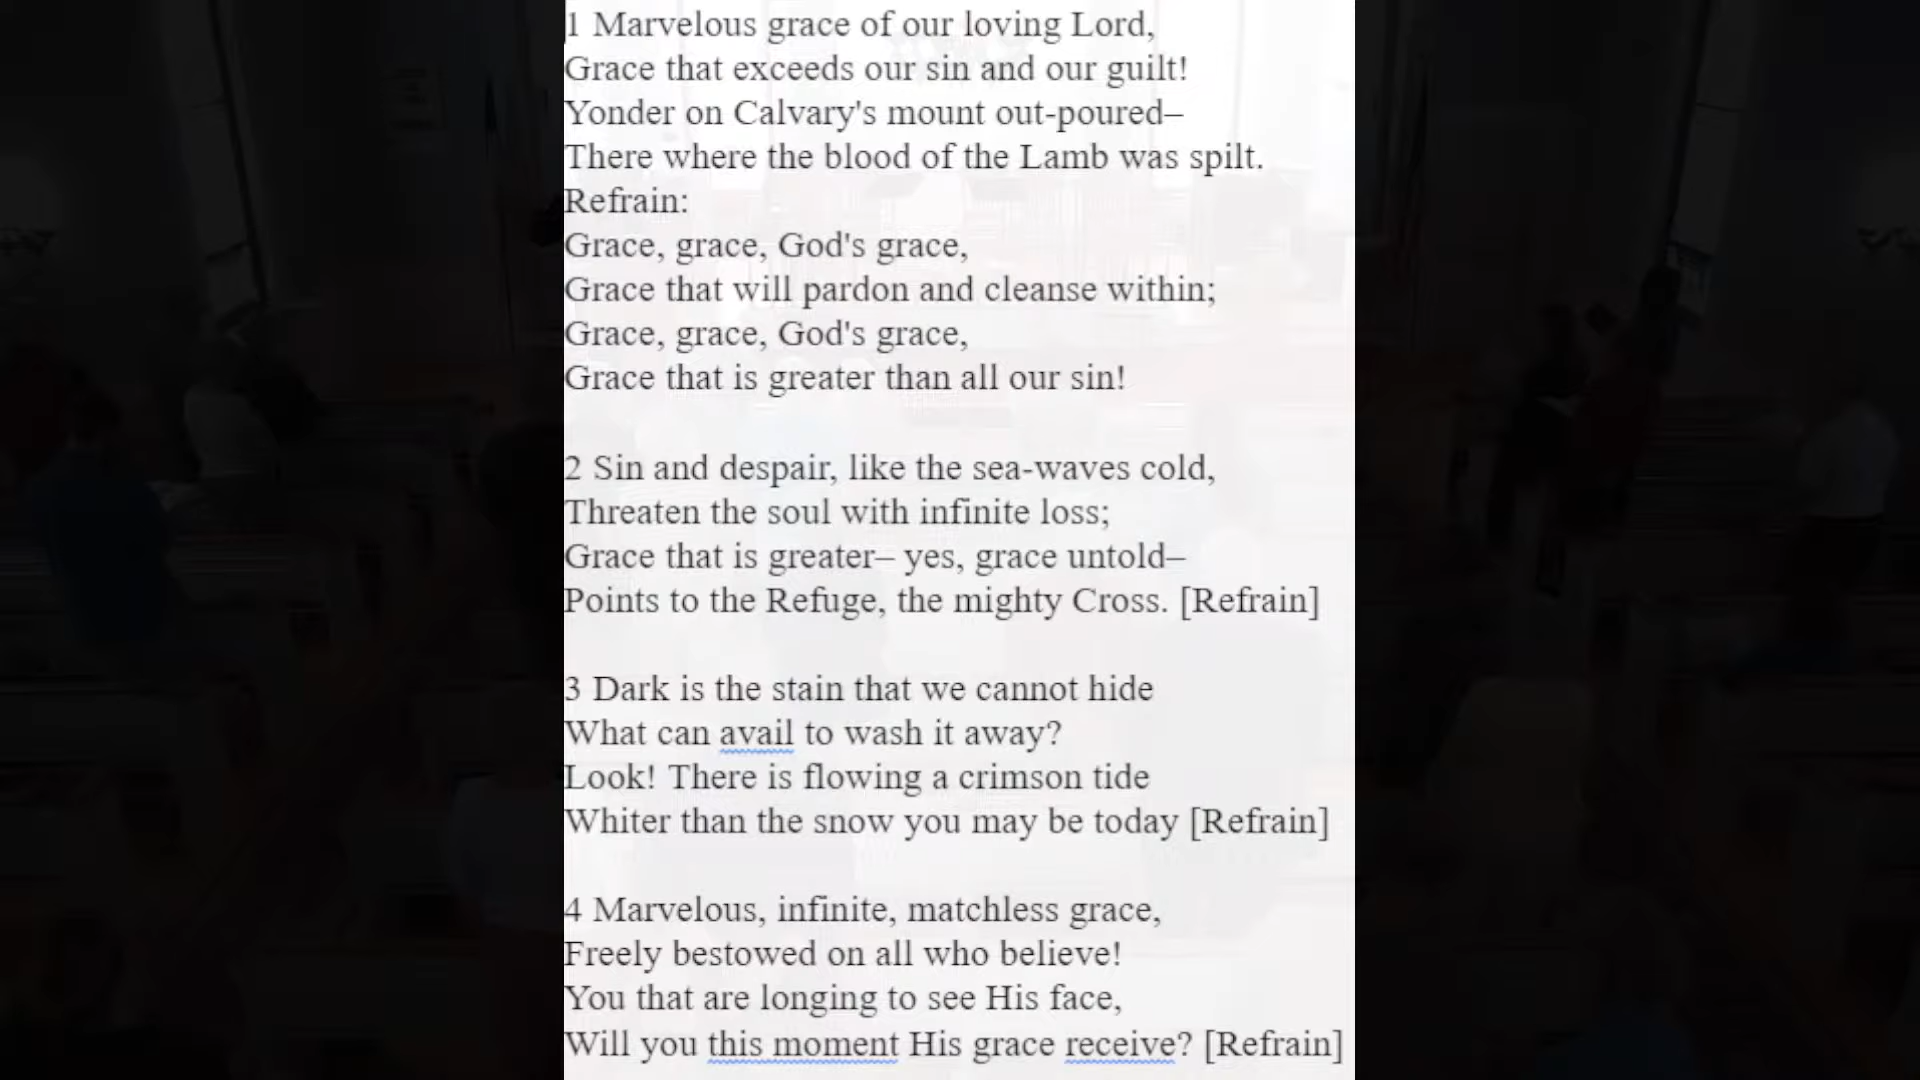 1 Marvelous grace of our loving Lord,
Grace that exceeds our sin and our guilt!
Yonder on Calvary's mount out-poured–
There where the blood of the Lamb was spilt.
Refrain:
Grace, grace, God's grace,
Grace that will pardon and cleanse within;
Grace, grace, God's grace,
Grace that is greater than all our sin!
2 Sin and despair, like the sea-waves cold,
Threaten the soul with infinite loss;
Grace that is greater– yes, grace untold–
Points to the Refuge, the mighty Cross. [Refrain]
3 Dark is the stain that we cannot hide
What can avail to wash it away?
Look! There is flowing a crimson tide
Whiter than the snow you may be today [Refrain]
4 Marvelous, infinite, matchless grace,
Freely bestowed on all who believe!
You that are longing to see His face,
Will you this moment His grace receive? [Refrain]